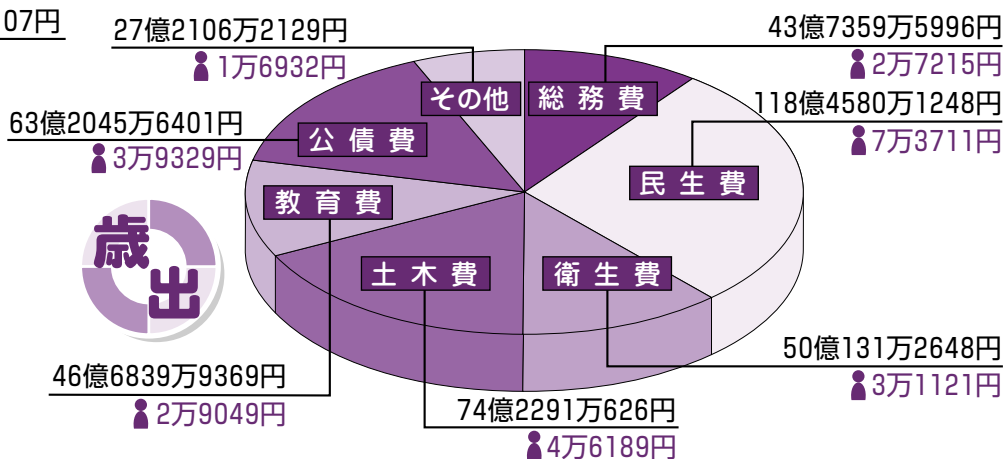 07円
27億2106万2129円
1万6932円
43億7359万5996円
2万7215円
118億4580万1248円
7万3711円
63億2045万6401円
3万9329円
その他
総務費
公債費
民生費
教育費
土木費
衛生費
歳出
46億6839万9369円
2万9049円
74億2291万626円
4万6189円
50億131万2648円
3万1121円